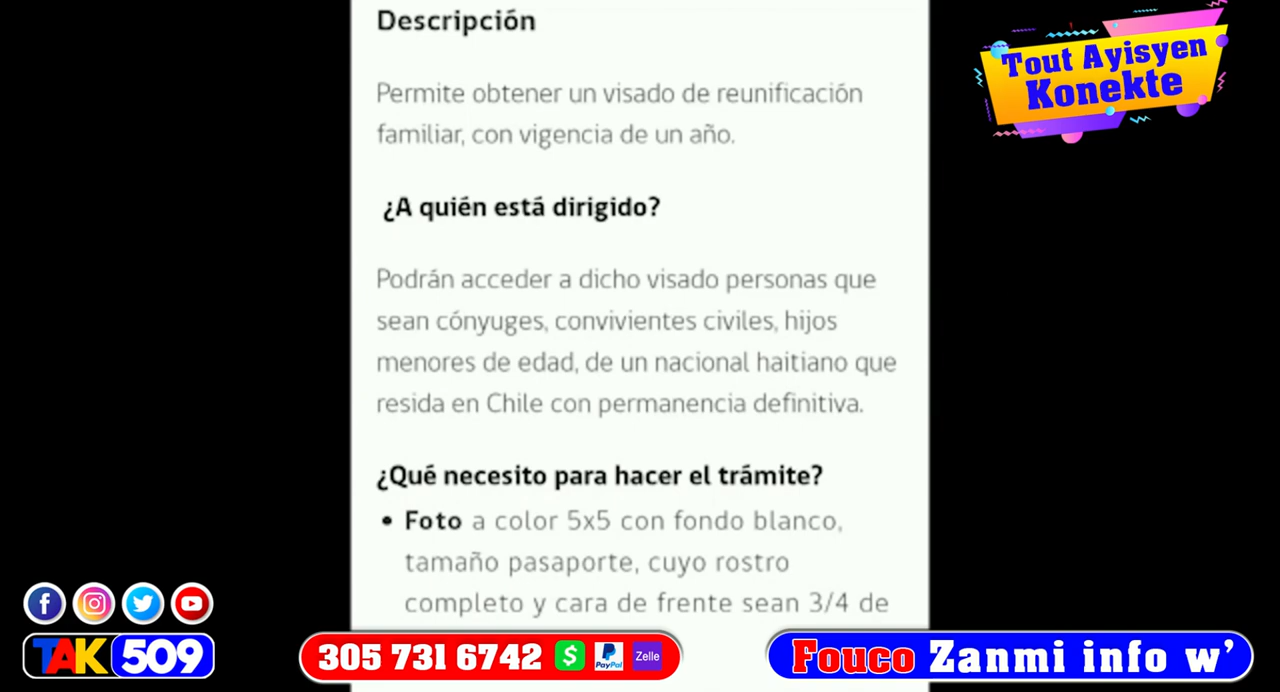 Descripción
Tout Ayisyen
Konekte
Permite obtener un visado de reunificación
familiar, con vigencia de un año.
¿A quién está dirigido?
Podrán acceder a dicho visado personas que
sean cónyuges, convivientes civiles, hijos
menores de edad, de un nacional haitiano que
resida en Chile con permanencia definitiva.
¿Qué necesito para hacer el trámite?
• Foto a color 5x5 con fondo blanco,
tamaño pasaporte, cuyo rostro
completo y cara de frente sean 3/4 de
TAK 509
305 731 6742 $ PayPal Zelle
Fouco Zanmi info w'